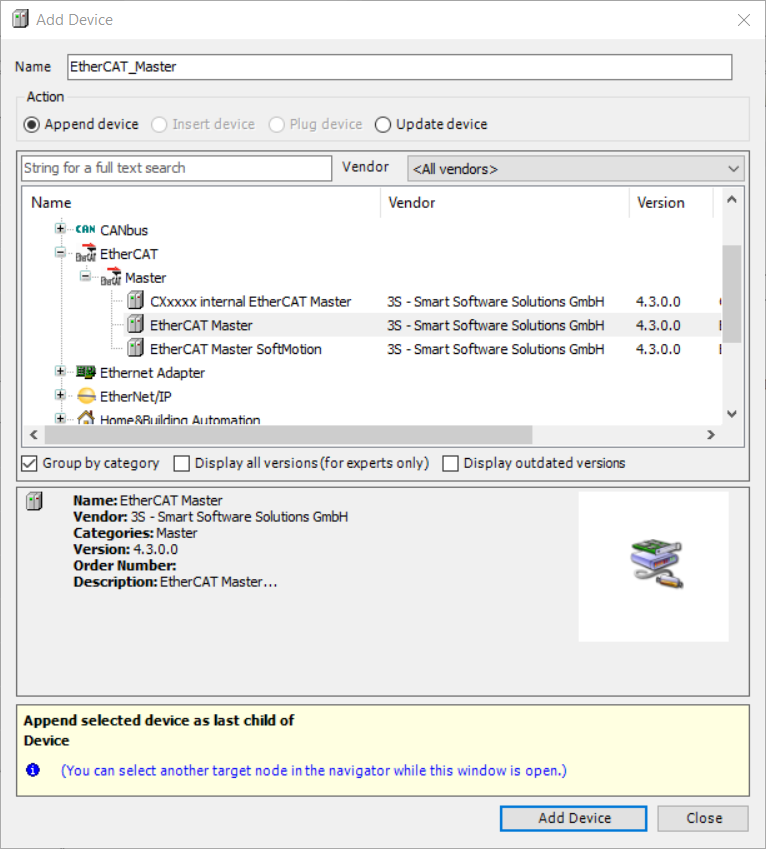 Add Device
Name EtherCAT_Master
Action
Append device Insert device Plug device Update device
String for a full text search Vendor <All vendors>
Name Vendor Version
CAN CANbus
EtherCAT EtherCAT
EtherCAT Master
CXxxxx internal EtherCAT Master 3S - Smart Software Solutions GmbH 4.3.0.0
EtherCAT Master 3S - Smart Software Solutions GmbH 4.3.0.0
EtherCAT Master SoftMotion 3S - Smart Software Solutions GmbH 4.3.0.0
Ethernet Adapter
EtherNet/IP
Home&Building Automation
Group by category Display all versions (for experts only) Display outdated versions
Name: EtherCAT Master
Vendor: 3S - Smart Software Solutions GmbH
Categories: Master
Version: 4.3.0.0
Order Number:
Description: EtherCAT Master...
Append selected device as last child of
Device
(You can select another target node in the navigator while this window is open.)
Add Device Close